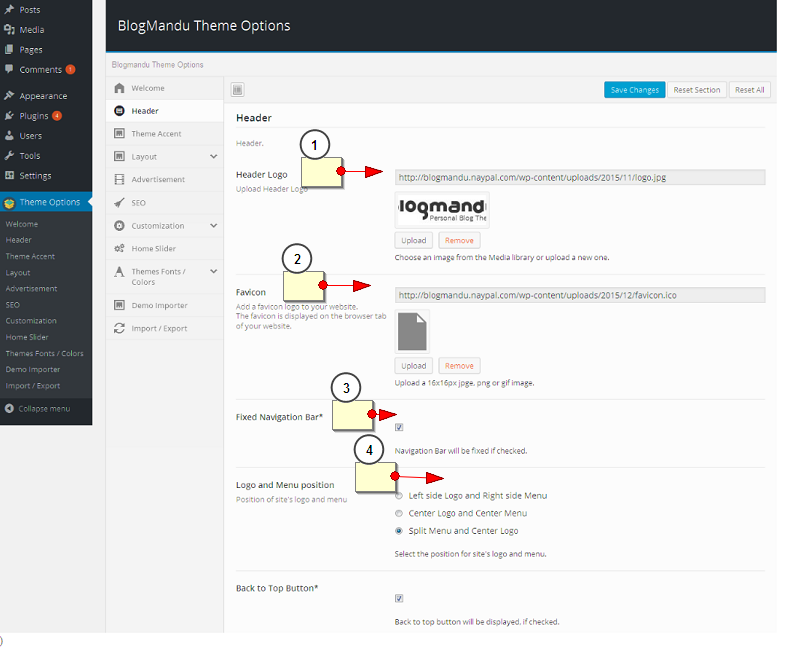 Posts
Media
Pages
Comments 1
Appearance
Plugins 4
Users
Tools
Settings
Theme Options
Welcome
Header
Theme Accent
Layout
Advertisement
SEO
Customization
Home Slider
Themes Fonts / Colors
Demo Importer
Import / Export
Collapse menu
BlogMandu Theme Options
Blogmandu Theme Options
Welcome
Header
Theme Accent
Layout
Advertisement
SEO
Customization
Home Slider
Themes Fonts /
Colors
Demo Importer
Import / Export
Save Changes Reset Section Reset All
Header
Header.
1
Header Logo
Upload Header Logo
http://blogmandu.naypal.com/wp-content/uploads/2015/11/logo.jpg
logmand
Personal Blog The
Upload Remove
Choose an image from the Media library or upload a new one.
2
Favicon
Add a favicon logo to your website.
The favicon is displayed on the browser tab
of your website.
http://blogmandu.naypal.com/wp-content/uploads/2015/12/favicon.ico
Upload Remove
Upload a 16x16px jpge, png or gif image.
3
Fixed Navigation Bar*
Navigation Bar will be fixed if checked.
4
Logo and Menu position
Position of site's logo and menu
Left side Logo and Right side Menu
Center Logo and Center Menu
Split Menu and Center Logo
Select the position for site's logo and menu.
Back to Top Button*
Back to top button will be displayed, if checked.
)